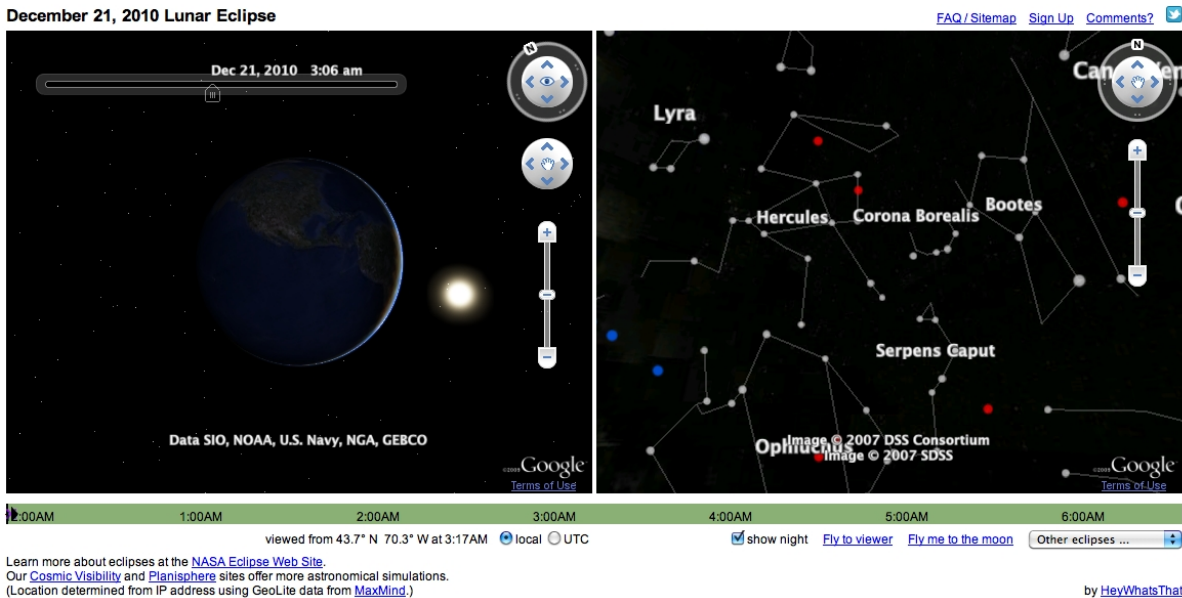 December 21, 2010 Lunar Eclipse
FAQ / Sitemap Sign Up Comments?
Dec 21, 2010 3:06 am
N
Data SIO, NOAA, U.S. Navy, NGA, GEBCO
©2009 Google
Terms of Use
N
Lyra
Hercules
Corona Borealis
Bootes
Serpens Caput
Ophiuchus
Image © 2007 DSS Consortium
Image © 2007 SDSS
Google
Terms of Use
12:00AM 1:00AM 2:00AM 3:00AM 4:00AM 5:00AM 6:00AM
viewed from 43.7° N 70.3° W at 3:17AM local UTC show night Fly to viewer Fly me to the moon Other eclipses ...
Learn more about eclipses at the NASA Eclipse Web Site.
Our Cosmic Visibility and Planisphere sites offer more astronomical simulations.
(Location determined from IP address using GeoLite data from MaxMind.)
by HeyWhatsThat